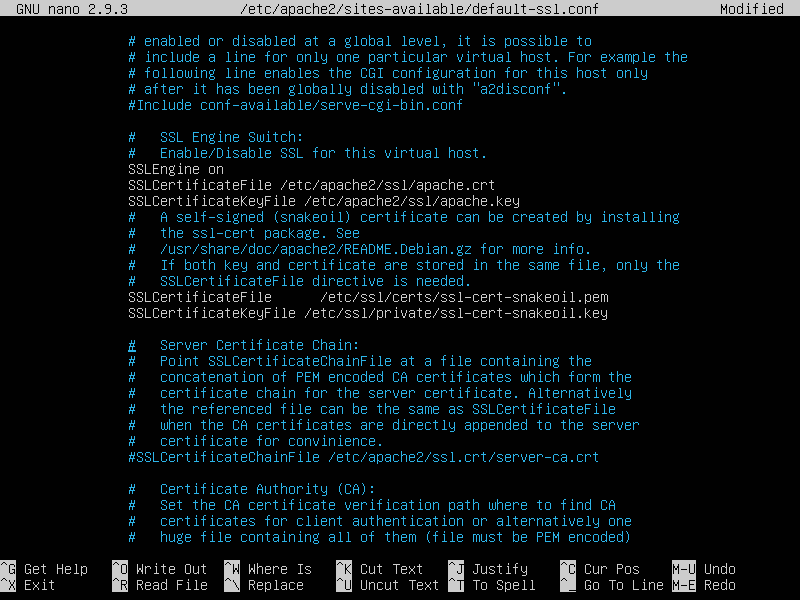 GNU nano 2.9.3 /etc/apache2/sites-available/default-ssl.conf Modified
# enabled or disabled at a global level, it is possible to
# include a line for only one particular virtual host. For example the
# following line enables the CGI configuration for this host only
# after it has been globally disabled with "a2disconf".
#Include conf-available/serve-cgi-bin.conf
#   SSL Engine Switch:
#   Enable/Disable SSL for this virtual host.
SSLEngine on
SSLCertificateFile /etc/apache2/ssl/apache.crt
SSLCertificateKeyFile /etc/apache2/ssl/apache.key
#   A self-signed (snakeoil) certificate can be created by installing
#   the ssl-cert package. See
#   /usr/share/doc/apache2/README.Debian.gz for more info.
#   If both key and certificate are stored in the same file, only the
#   SSLCertificateFile directive is needed.
SSLCertificateFile      /etc/ssl/certs/ssl-cert-snakeoil.pem
SSLCertificateKeyFile /etc/ssl/private/ssl-cert-snakeoil.key
#   Server Certificate Chain:
#   Point SSLCertificateChainFile at a file containing the
#   concatenation of PEM encoded CA certificates which form the
#   certificate chain for the server certificate. Alternatively
#   the referenced file can be the same as SSLCertificateFile
#   when the CA certificates are directly appended to the server
#   certificate for convinience.
#SSLCertificateChainFile /etc/apache2/ssl.crt/server-ca.crt
#   Certificate Authority (CA):
#   Set the CA certificate verification path where to find CA
#   certificates for client authentication or alternatively one
#   huge file containing all of them (file must be PEM encoded)
^G Get Help ^O Write Out ^W Where Is ^K Cut Text ^J Justify ^C Cur Pos M-U Undo
^X Exit ^R Read File ^\ Replace ^U Uncut Text ^T To Spell ^_ Go To Line M-E Redo